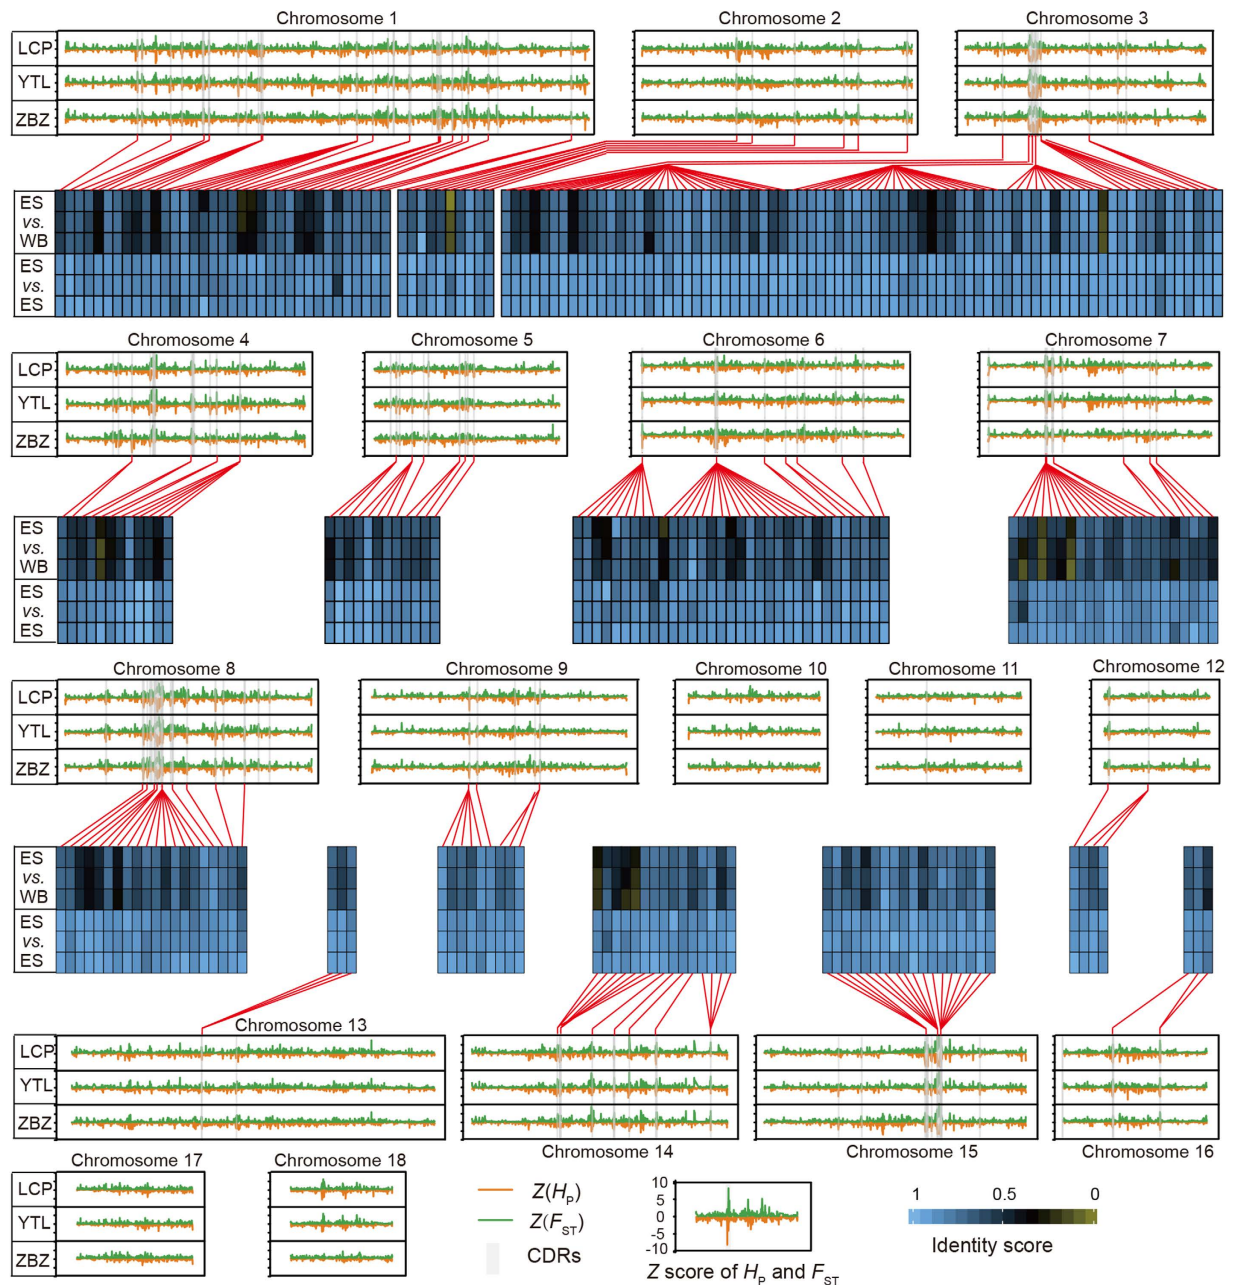 Chromosome 1
Chromosome 2
Chromosome 3
LCP
YTL
ZBZ
ES
vs.
WB
ES
vs.
ES
Chromosome 4
Chromosome 5
Chromosome 6
Chromosome 7
LCP
YTL
ZBZ
ES
vs.
WB
ES
vs.
ES
Chromosome 8
Chromosome 9
Chromosome 10
Chromosome 11
Chromosome 12
LCP
YTL
ZBZ
ES
vs.
WB
ES
vs.
ES
Chromosome 13
LCP
YTL
ZBZ
Chromosome 14
Chromosome 15
Chromosome 16
Chromosome 17
Chromosome 18
LCP
YTL
ZBZ
Z(HP)
Z(FST)
CDRs
10
5
0
-5
-10
Z score of HP and FST
1 0.5 0
Identity score